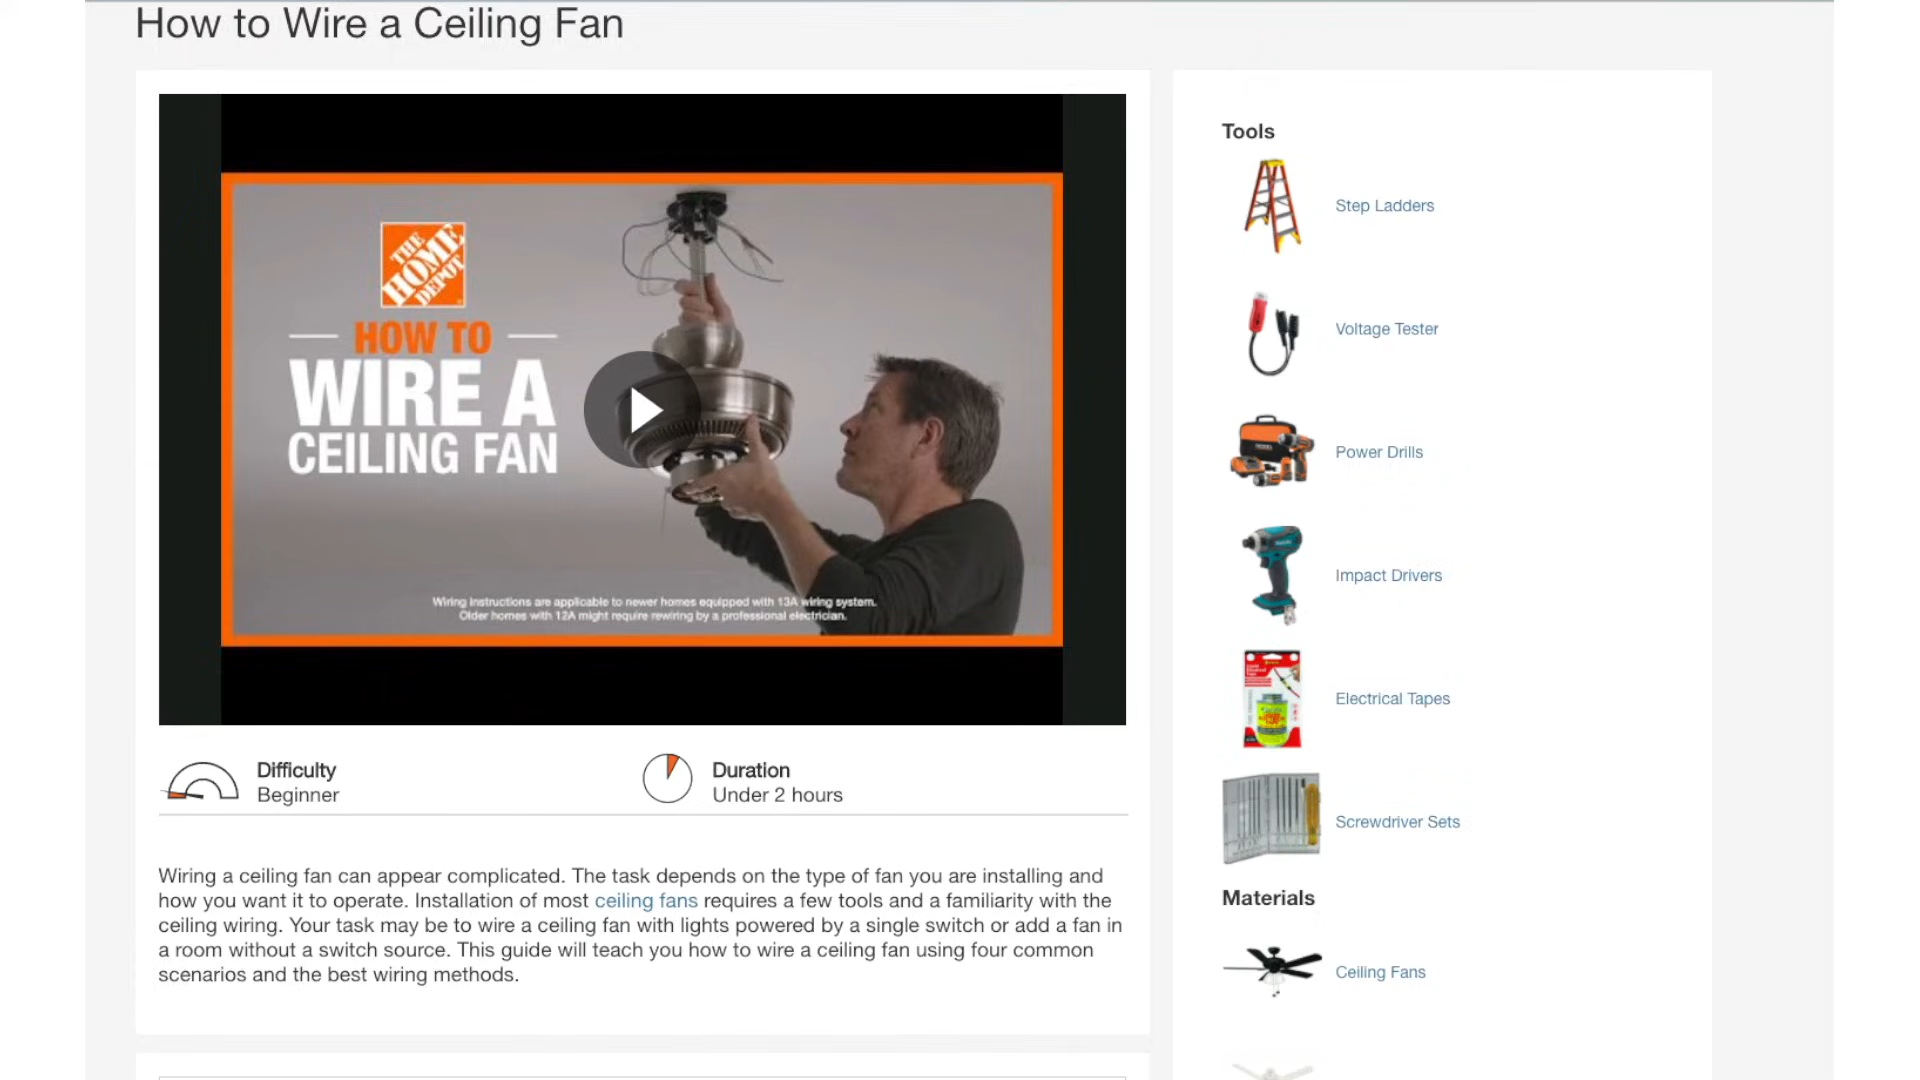 How to Wire a Ceiling Fan
THE
HOME
DEPOT
HOW TO
WIRE A
CEILING FAN
Wiring instructions are applicable to newer homes equipped with 13A wiring system.
Older homes with 12A might require rewiring by a professional electrician.
Difficulty
Beginner
Duration
Under 2 hours
Wiring a ceiling fan can appear complicated. The task depends on the type of fan you are installing and
how you want it to operate. Installation of most ceiling fans requires a few tools and a familiarity with the
ceiling wiring. Your task may be to wire a ceiling fan with lights powered by a single switch or add a fan in
a room without a switch source. This guide will teach you how to wire a ceiling fan using four common
scenarios and the best wiring methods.
Tools
Step Ladders
Voltage Tester
Power Drills
Impact Drivers
Electrical Tapes
Screwdriver Sets
Materials
Ceiling Fans